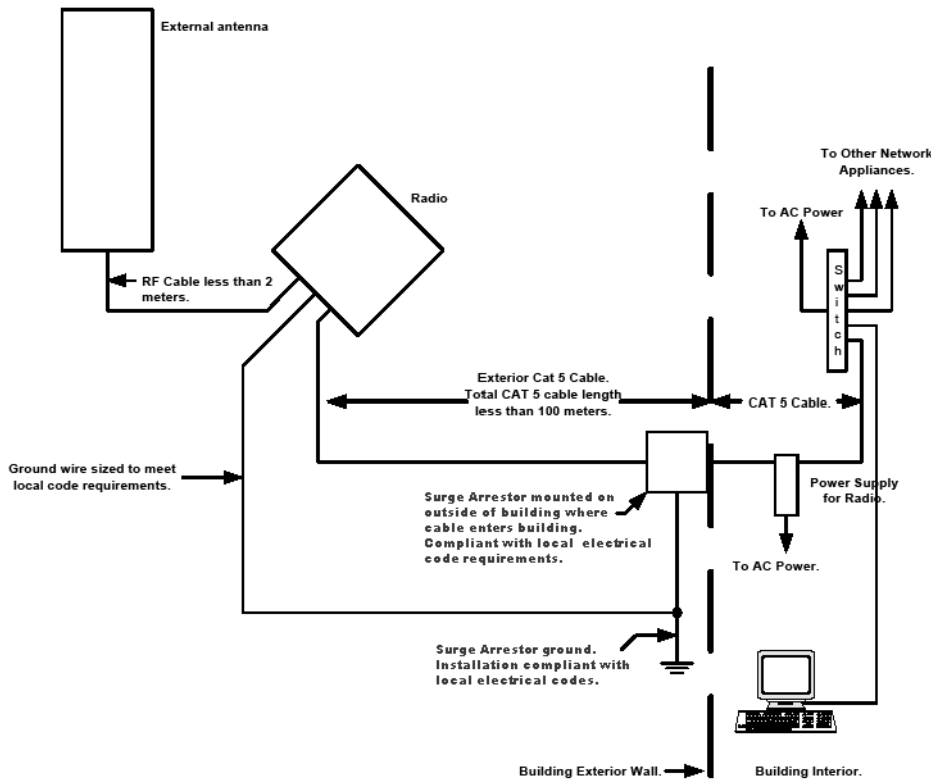 External antenna
Radio
To Other Network
Appliances.
To AC Power
RF Cable less than 2
meters.
Switch
Exterior Cat 5 Cable.
Total CAT 5 cable length
less than 100 meters.
CAT 5 Cable.
Ground wire sized to meet
local code requirements.
Surge Arrestor mounted on
outside of building where
cable enters building.
Compliant with local electrical
code requirements.
Power Supply
for Radio.
To AC Power.
Surge Arrestor ground.
Installation compliant with
local electrical codes.
Building Exterior Wall.
Building Interior.